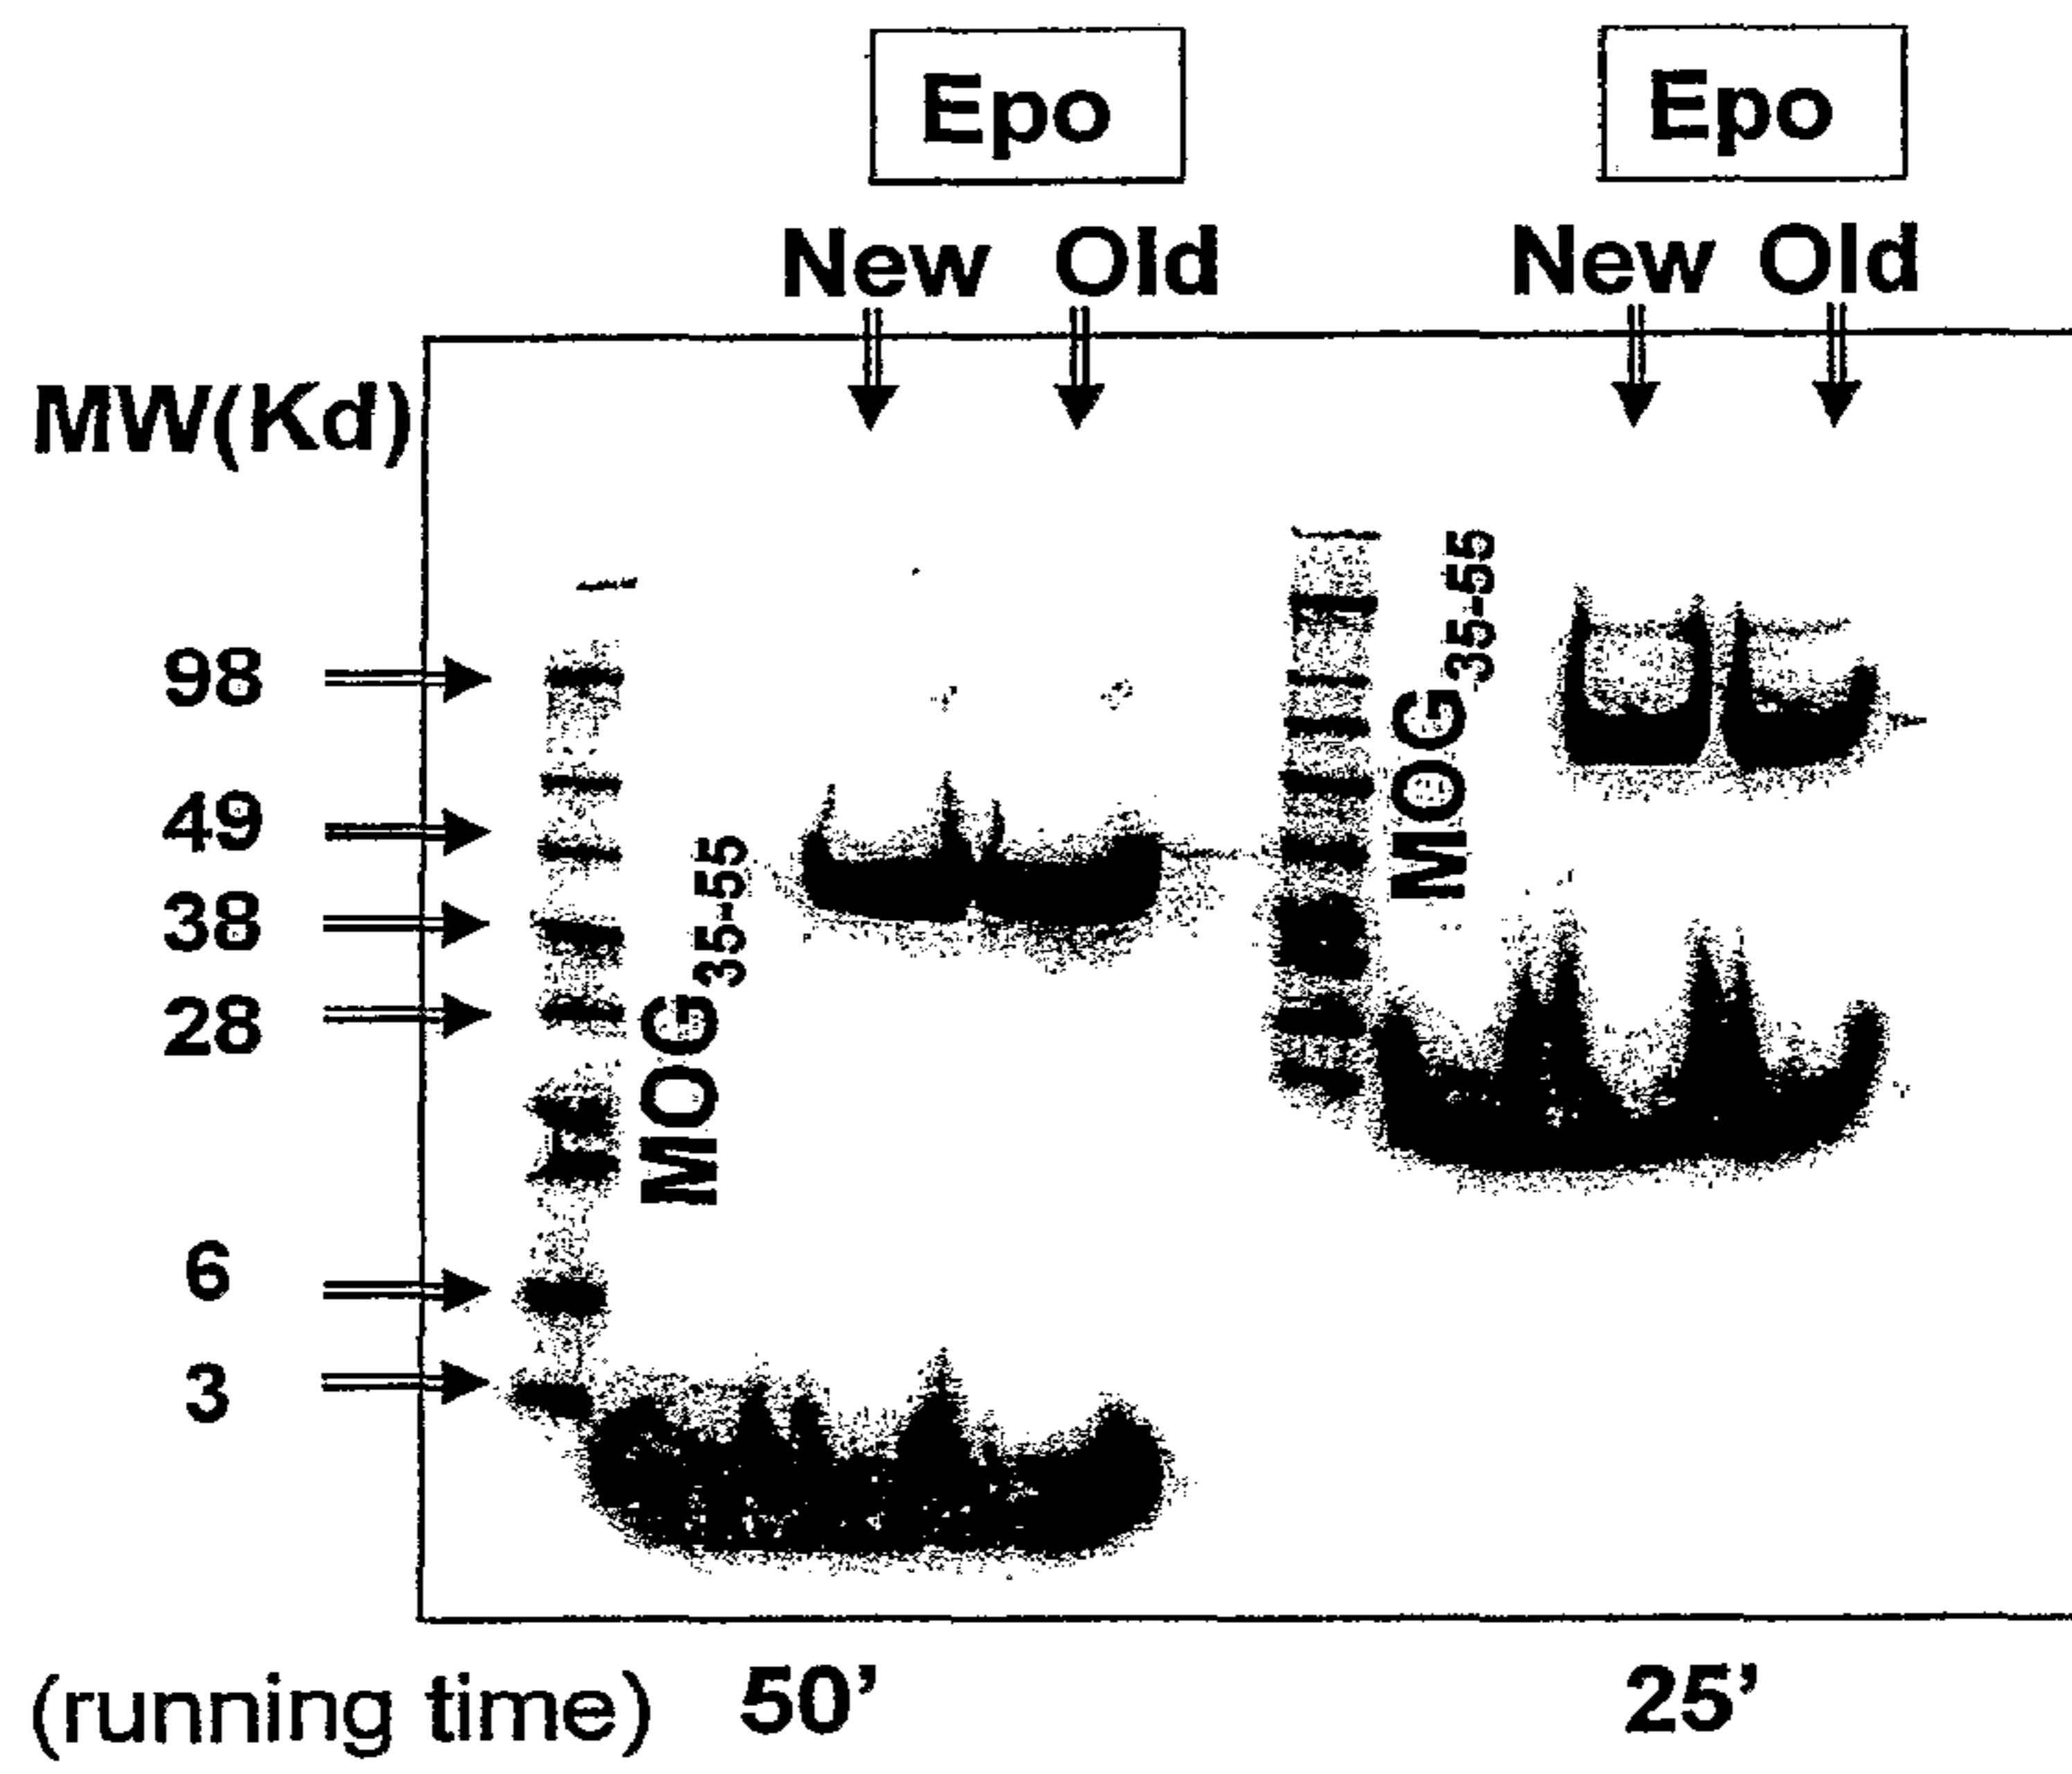 Epo Epo
New Old New Old
MW(Kd)
98
49
38
28
6
3
MOG35-55
MOG35-55
(running time) 50’ 25’